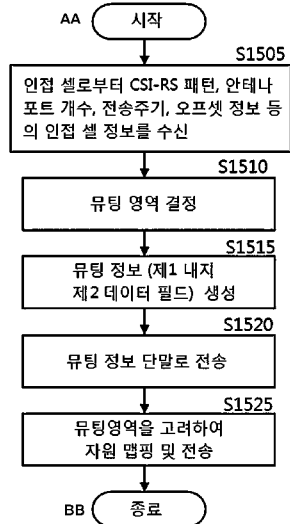 AA 시작
S1505
인접 셀로부터 CSI-RS 패턴, 안테나
포트 개수, 전송주기, 오프셋 정보 등
의 인접 셀 정보를 수신
S1510
뮤팅 영역 결정
S1515
뮤팅 정보 (제1 내지
제2 데이터 필드) 생성
S1520
뮤팅 정보 단말로 전송
S1525
뮤팅영역을 고려하여
자원 맵핑 및 전송
BB 종료